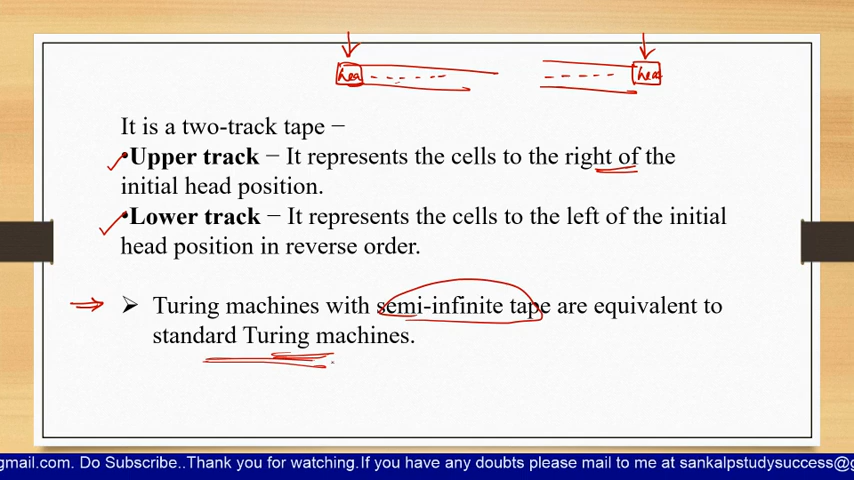 hea
hea
It is a two-track tape −
•Upper track − It represents the cells to the right of the
initial head position.
•Lower track − It represents the cells to the left of the initial
head position in reverse order.
➢ Turing machines with semi-infinite tape are equivalent to
standard Turing machines.
gmail.com. Do Subscribe..Thank you for watching.If you have any doubts please mail to me at sankalpstudysuccess@g